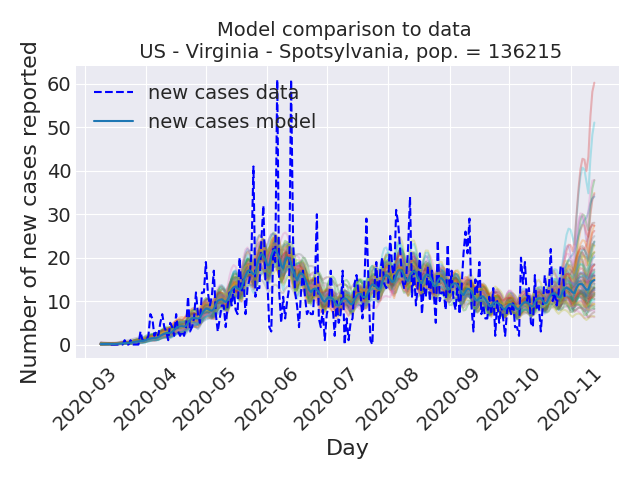 Model comparison to data
US - Virginia - Spotsylvania, pop. = 136215
Number of new cases reported
60
50
40
30
20
10
0
new cases data
new cases model
2020-03
2020-04
2020-05
2020-06
2020-07
2020-08
2020-09
2020-10
2020-11
Day